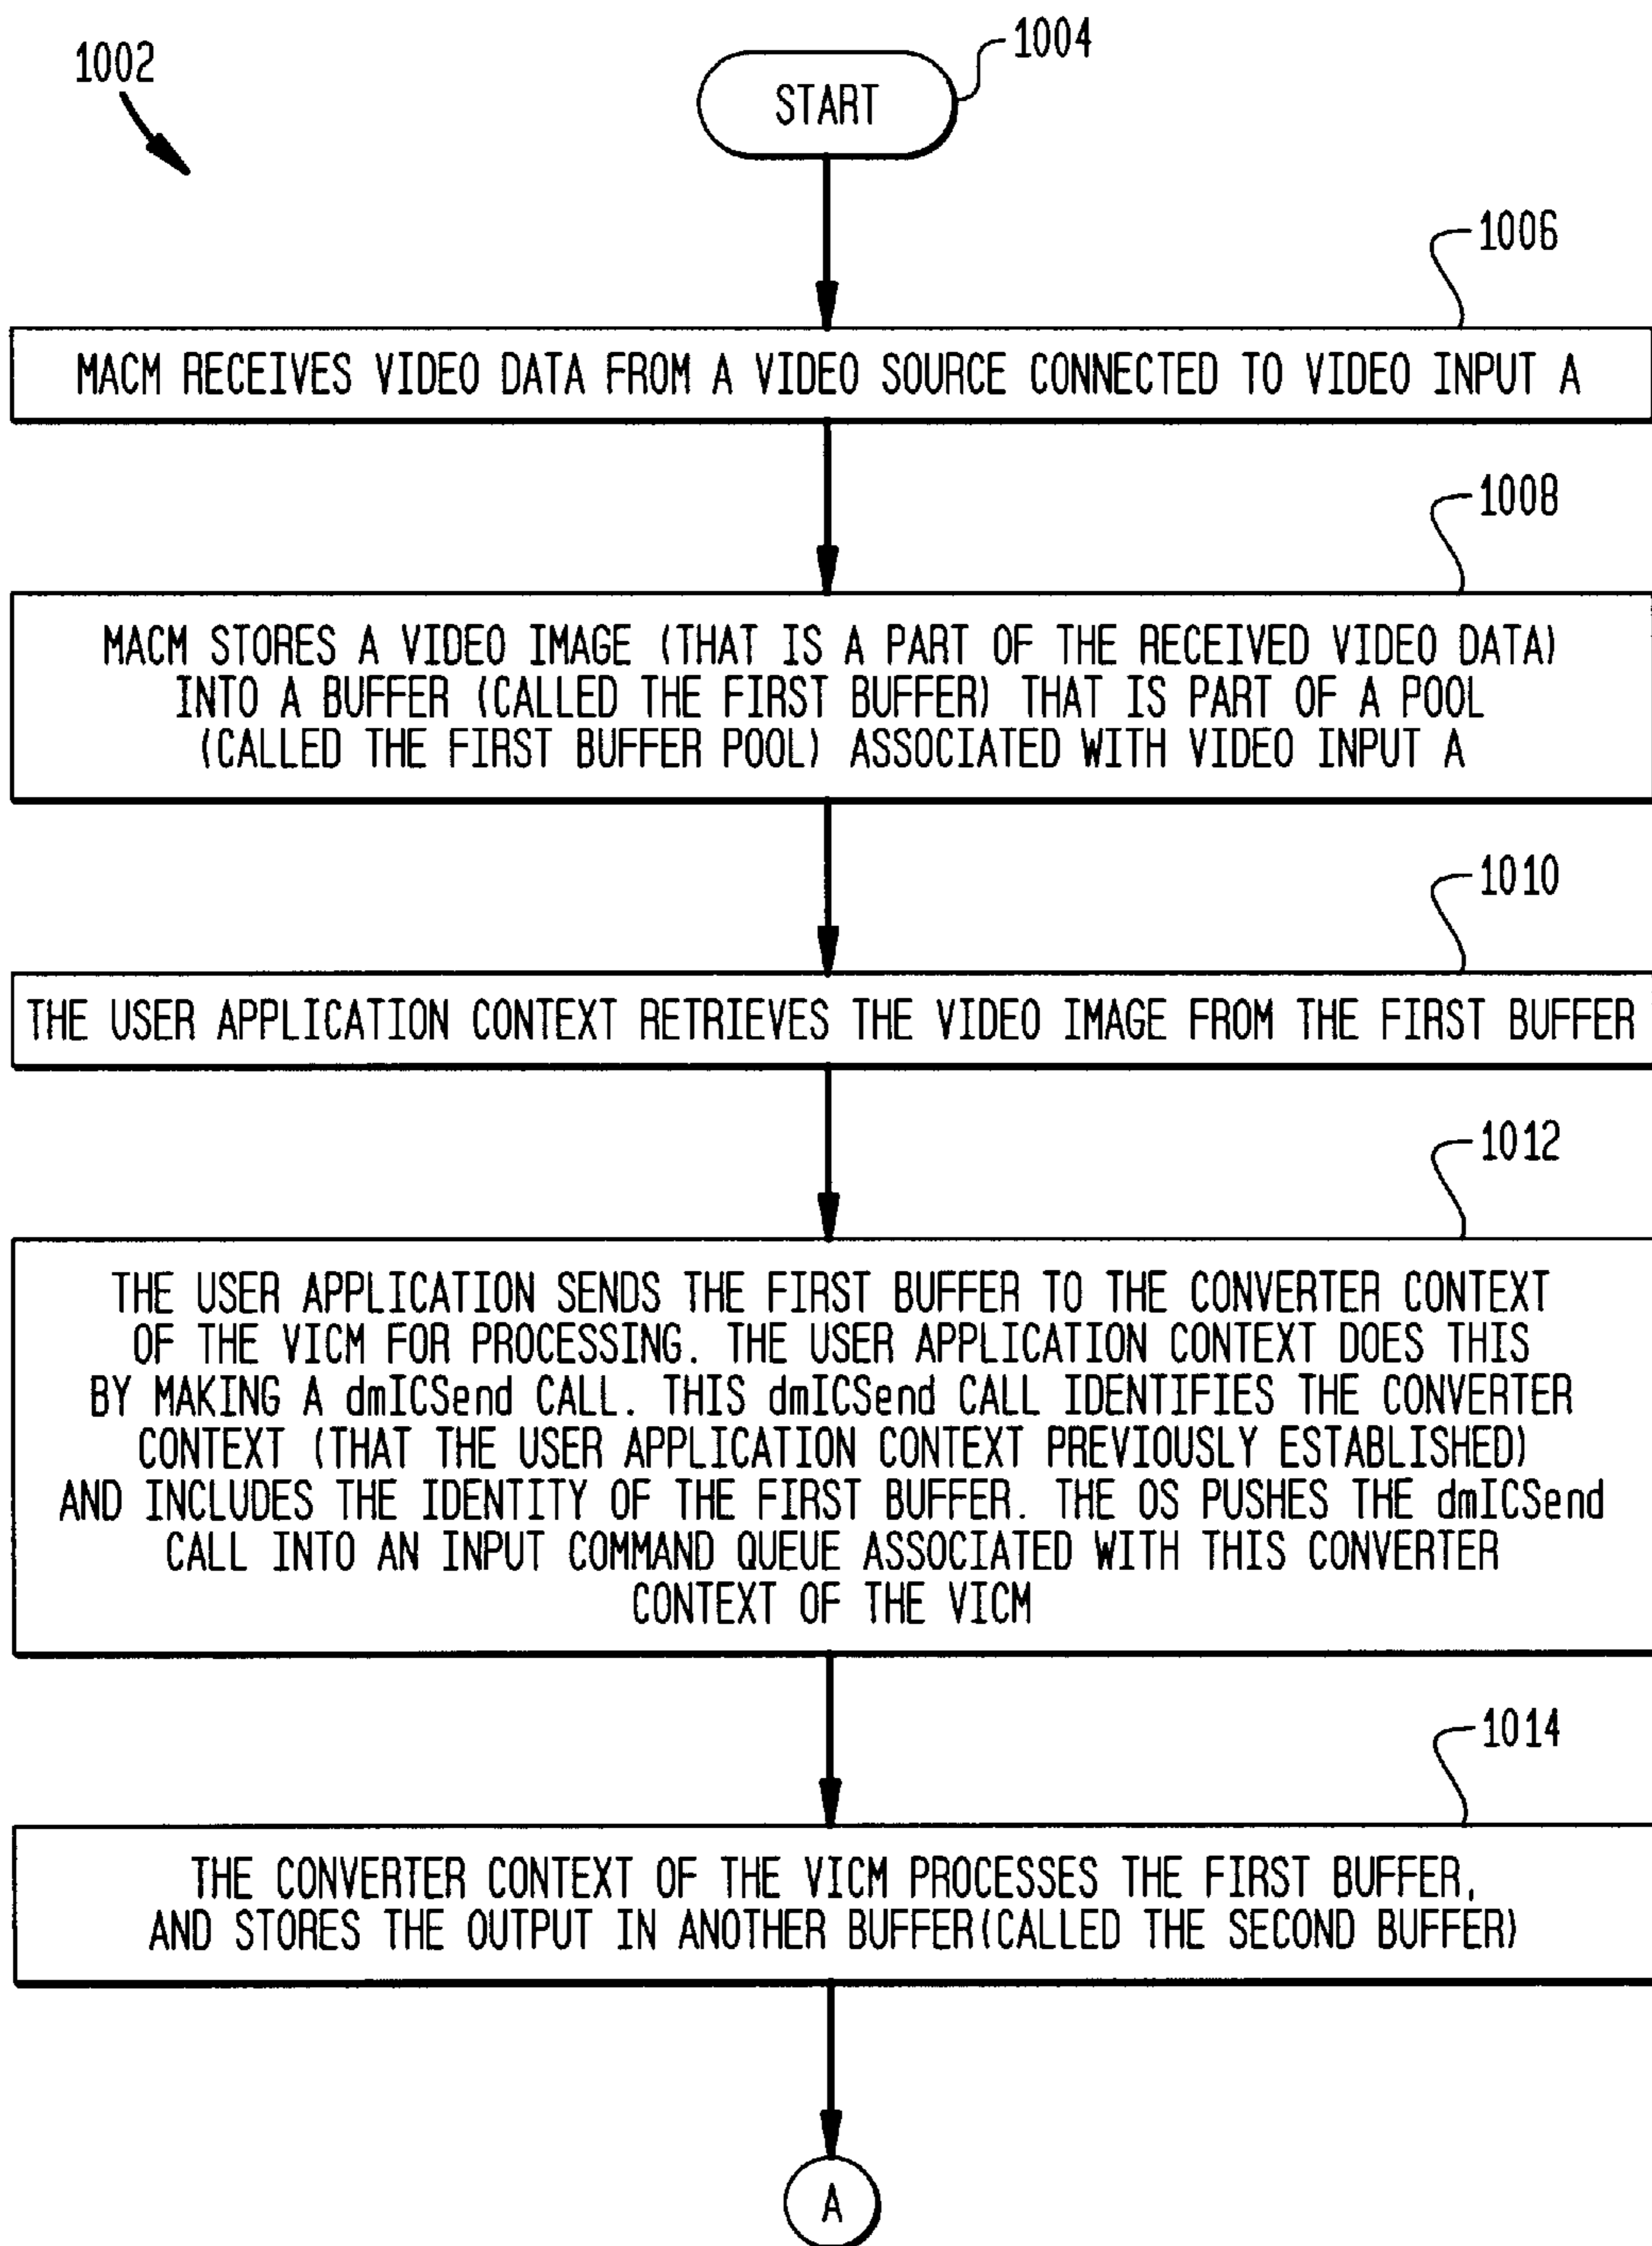 1002
START
1004
1006
MACM RECEIVES VIDEO DATA FROM A VIDEO SOURCE CONNECTED TO VIDEO INPUT A
1008
MACM STORES A VIDEO IMAGE (THAT IS A PART OF THE RECEIVED VIDEO DATA)
INTO A BUFFER (CALLED THE FIRST BUFFER) THAT IS PART OF A POOL
(CALLED THE FIRST BUFFER POOL) ASSOCIATED WITH VIDEO INPUT A
1010
THE USER APPLICATION CONTEXT RETRIEVES THE VIDEO IMAGE FROM THE FIRST BUFFER
1012
THE USER APPLICATION SENDS THE FIRST BUFFER TO THE CONVERTER CONTEXT
OF THE VICM FOR PROCESSING. THE USER APPLICATION CONTEXT DOES THIS
BY MAKING A dmICSend CALL. THIS dmICSend CALL IDENTIFIES THE CONVERTER
CONTEXT (THAT THE USER APPLICATION CONTEXT PREVIOUSLY ESTABLISHED)
AND INCLUDES THE IDENTITY OF THE FIRST BUFFER. THE OS PUSHES THE dmICSend
CALL INTO AN INPUT COMMAND QUEUE ASSOCIATED WITH THIS CONVERTER
CONTEXT OF THE VICM
1014
THE CONVERTER CONTEXT OF THE VICM PROCESSES THE FIRST BUFFER,
AND STORES THE OUTPUT IN ANOTHER BUFFER(CALLED THE SECOND BUFFER)
A